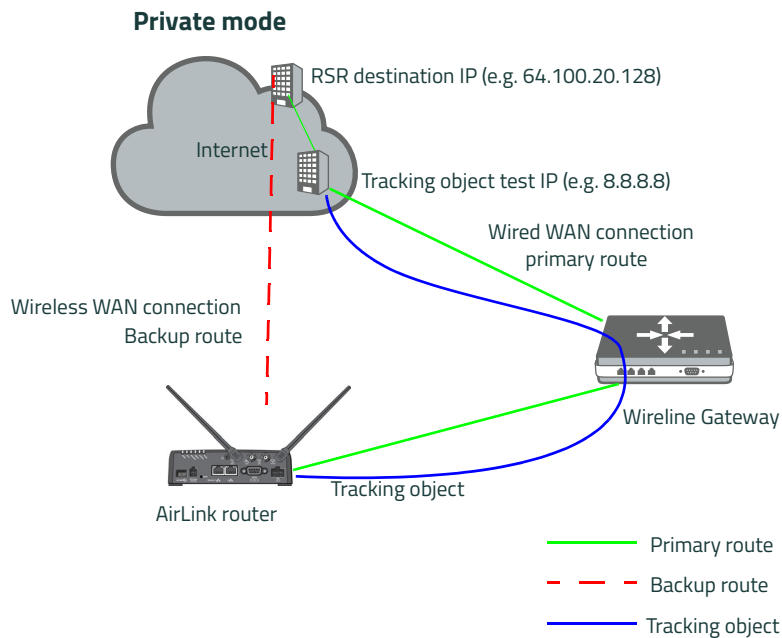 Private mode
RSR destination IP (e.g. 64.100.20.128)
Internet
Tracking object test IP (e.g. 8.8.8.8)
Wired WAN connection
primary route
Wireless WAN connection
Backup route
Wireline Gateway
Tracking object
AirLink router
Primary route
Backup route
Tracking object